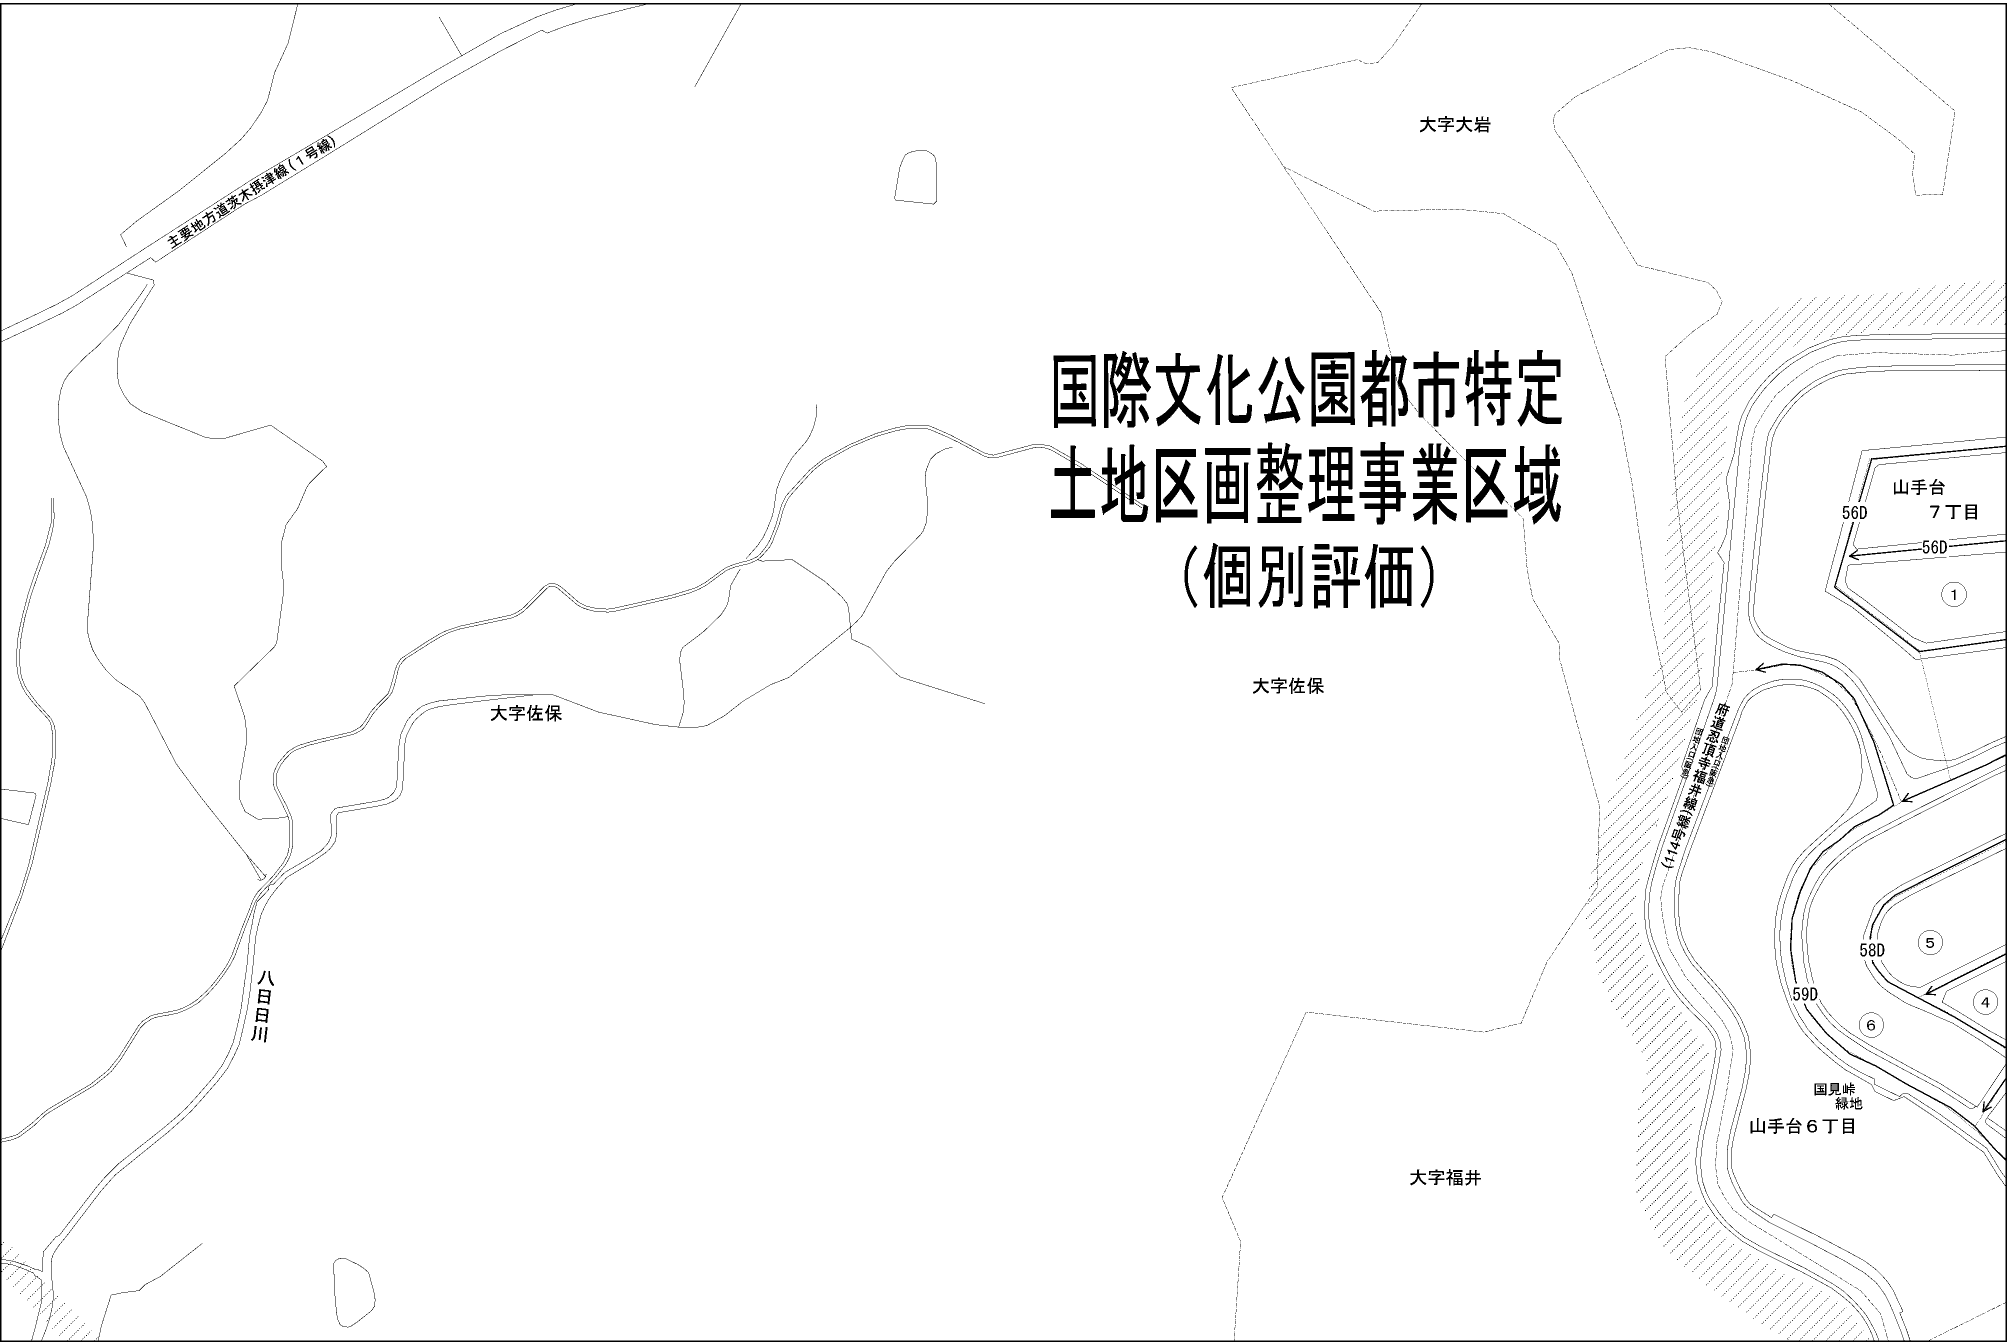 大字大岩
主要地方道茨木摂津線（１号線）
国際文化公園都市特定
土地区画整理事業区域
（個別評価）
山手台
７丁目
56D
56D
1
大字佐保
大字佐保
府道忍頂寺福井線
(114号線)
58D
5
59D
4
6
八日日川
国見峠
緑地
山手台６丁目
大字福井